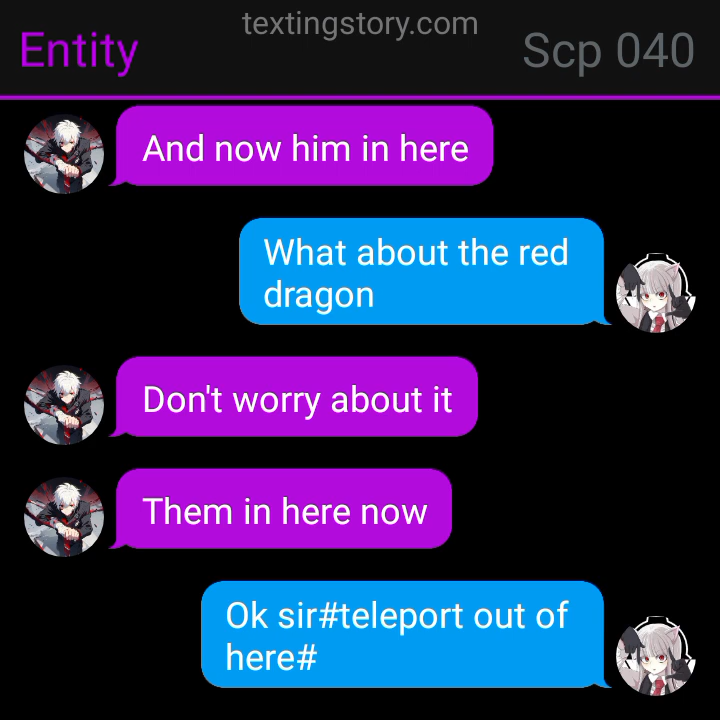 textingstory.com
Entity
Scp 040
And now him in here
What about the red
dragon
Don't worry about it
Them in here now
Ok sir#teleport out of
here#